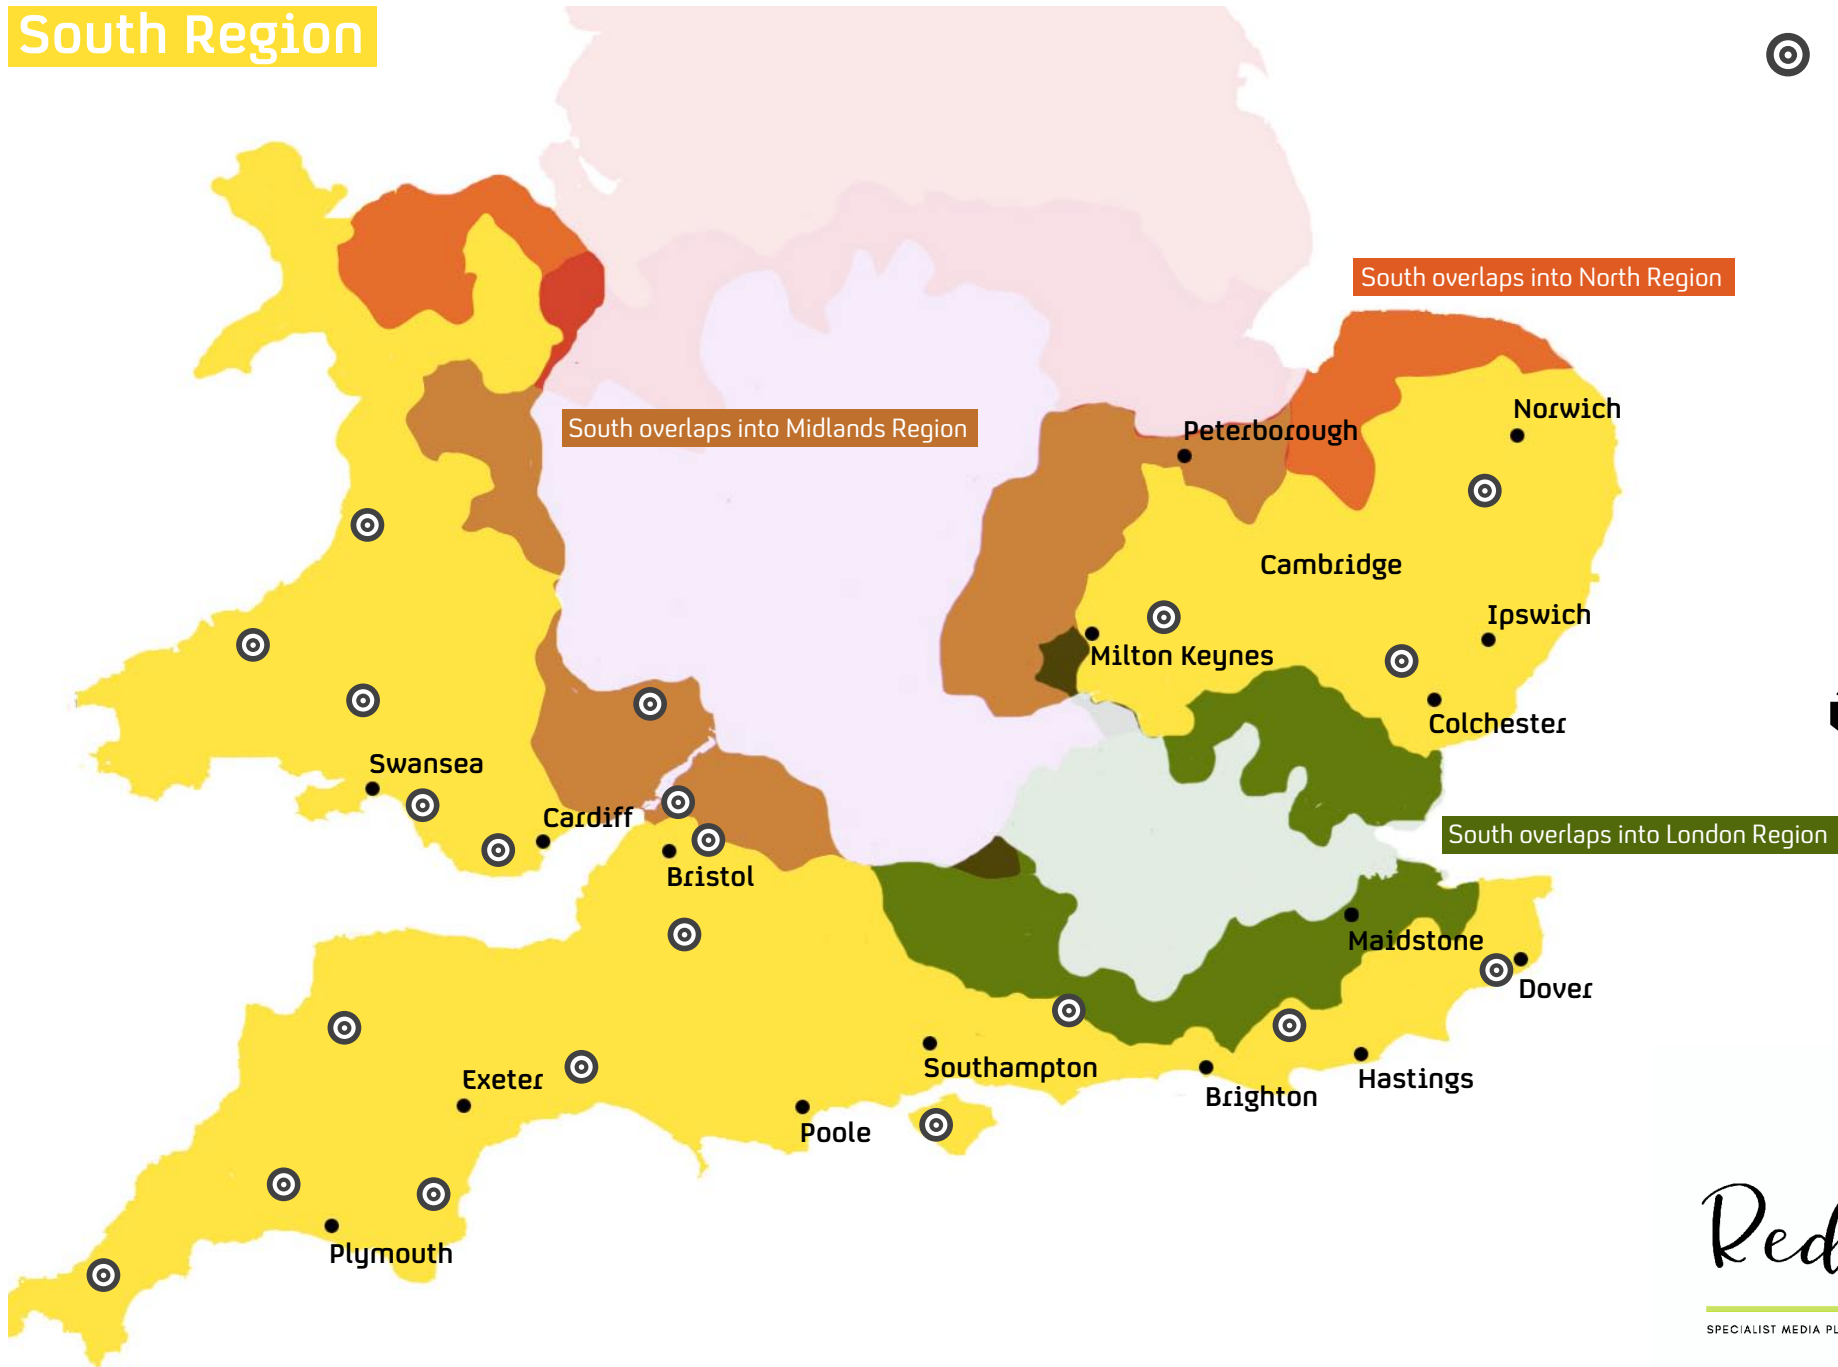 South Region
South overlaps into North Region
Norwich
South overlaps into Midlands Region
Peterborough
Cambridge
Ipswich
Milton Keynes
Colchester
Swansea
Cardiff
South overlaps into London Region
Bristol
Maidstone
Dover
Southampton
Exeter
Hastings
Brighton
Poole
Plymouth
Red
SPECIALIST MEDIA